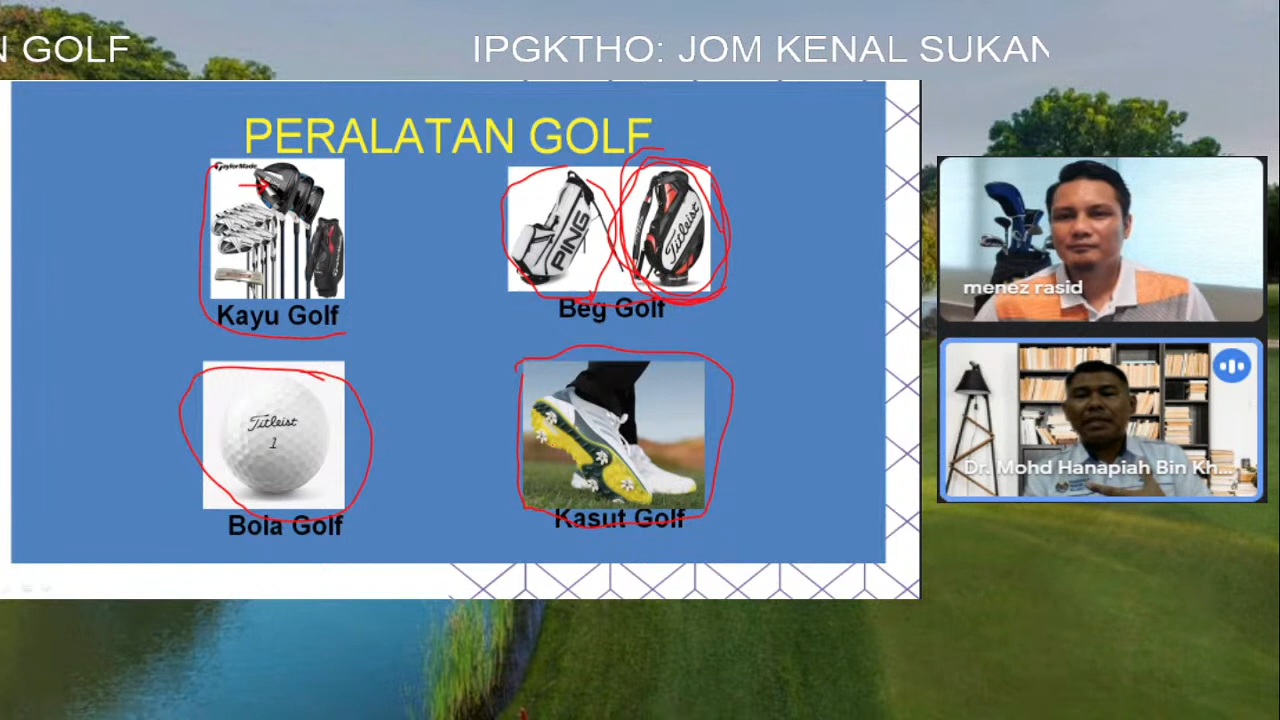 N GOLF
IPGKTHO: JOM KENAL SUKAN
PERALATAN GOLF
TaylorMade
PING
Titleist
Kayu Golf
Beg Golf
Titleist
1
Bola Golf
Kasut Golf
menez rasid
Dr. Mohd Hanapiah Bin Kh...